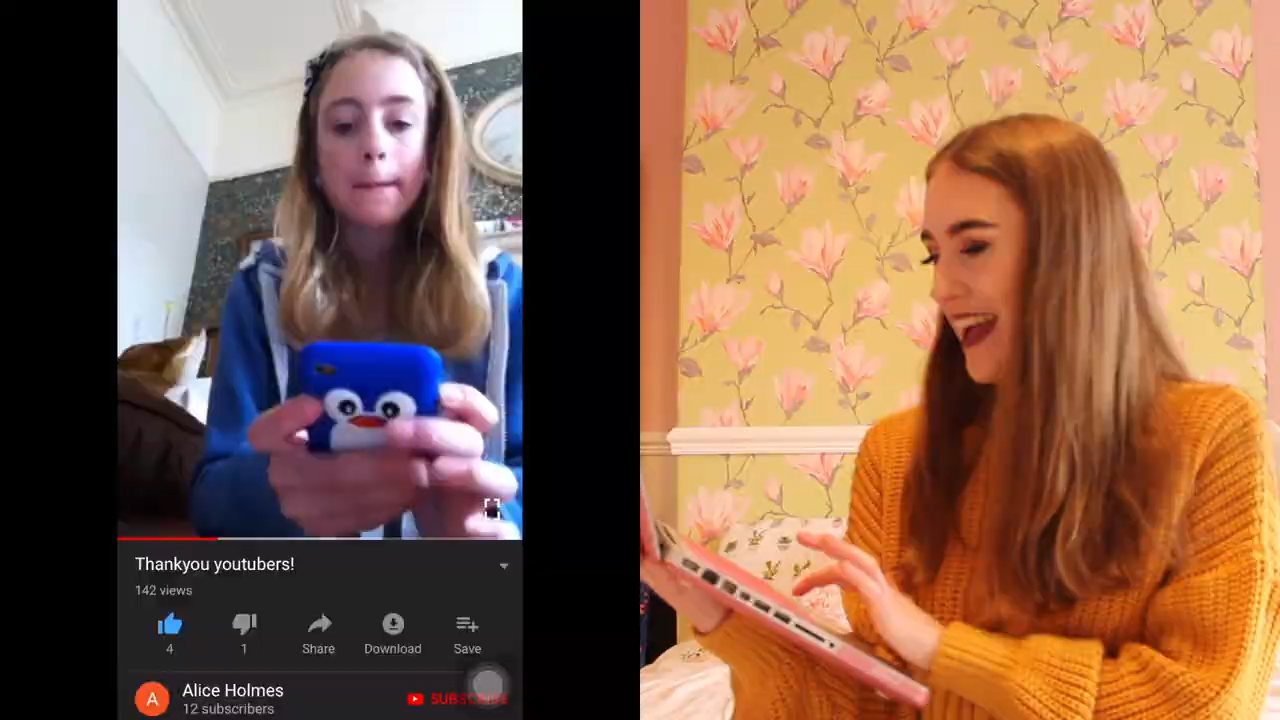 Thankyou youtubers!
142 views
4
1
Share
Download
Save
A
Alice Holmes
12 subscribers
SUBSCRIBE